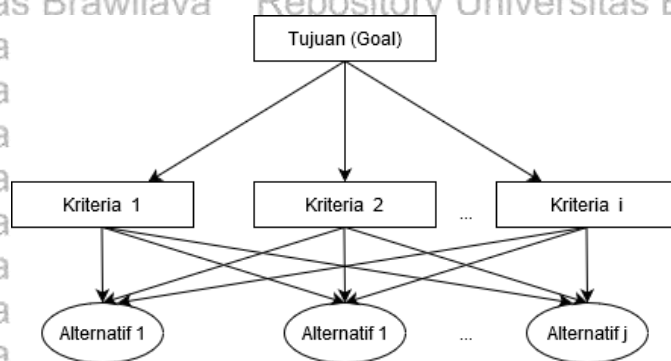 as Brawijaya Repository Universitas B
Tujuan (Goal)
a
a
a
a
Kriteria 1 Kriteria 2 ... Kriteria i
a
a
a
Alternatif 1 Alternatif 1 ... Alternatif j
a